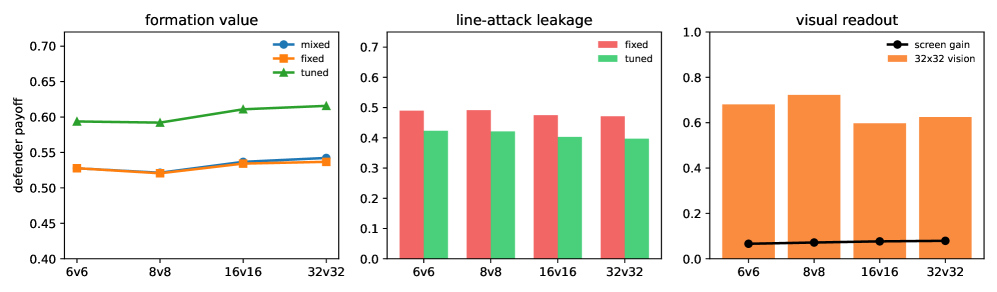 formation value
defender payoff
0.70
0.65
0.60
0.55
0.50
0.45
0.40
6v6 8v8 16v16 32v32
mixed
fixed
tuned
line-attack leakage
0.7
0.6
0.5
0.4
0.3
0.2
0.1
0.0
6v6 8v8 16v16 32v32
fixed
tuned
visual readout
1.0
0.8
0.6
0.4
0.2
0.0
6v6 8v8 16v16 32v32
screen gain
32x32 vision